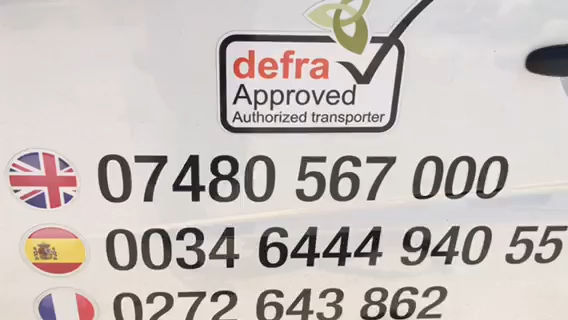 defra
Approved
Authorized transporter
07480 567 000
0034 6444 940 55
0272 643 862